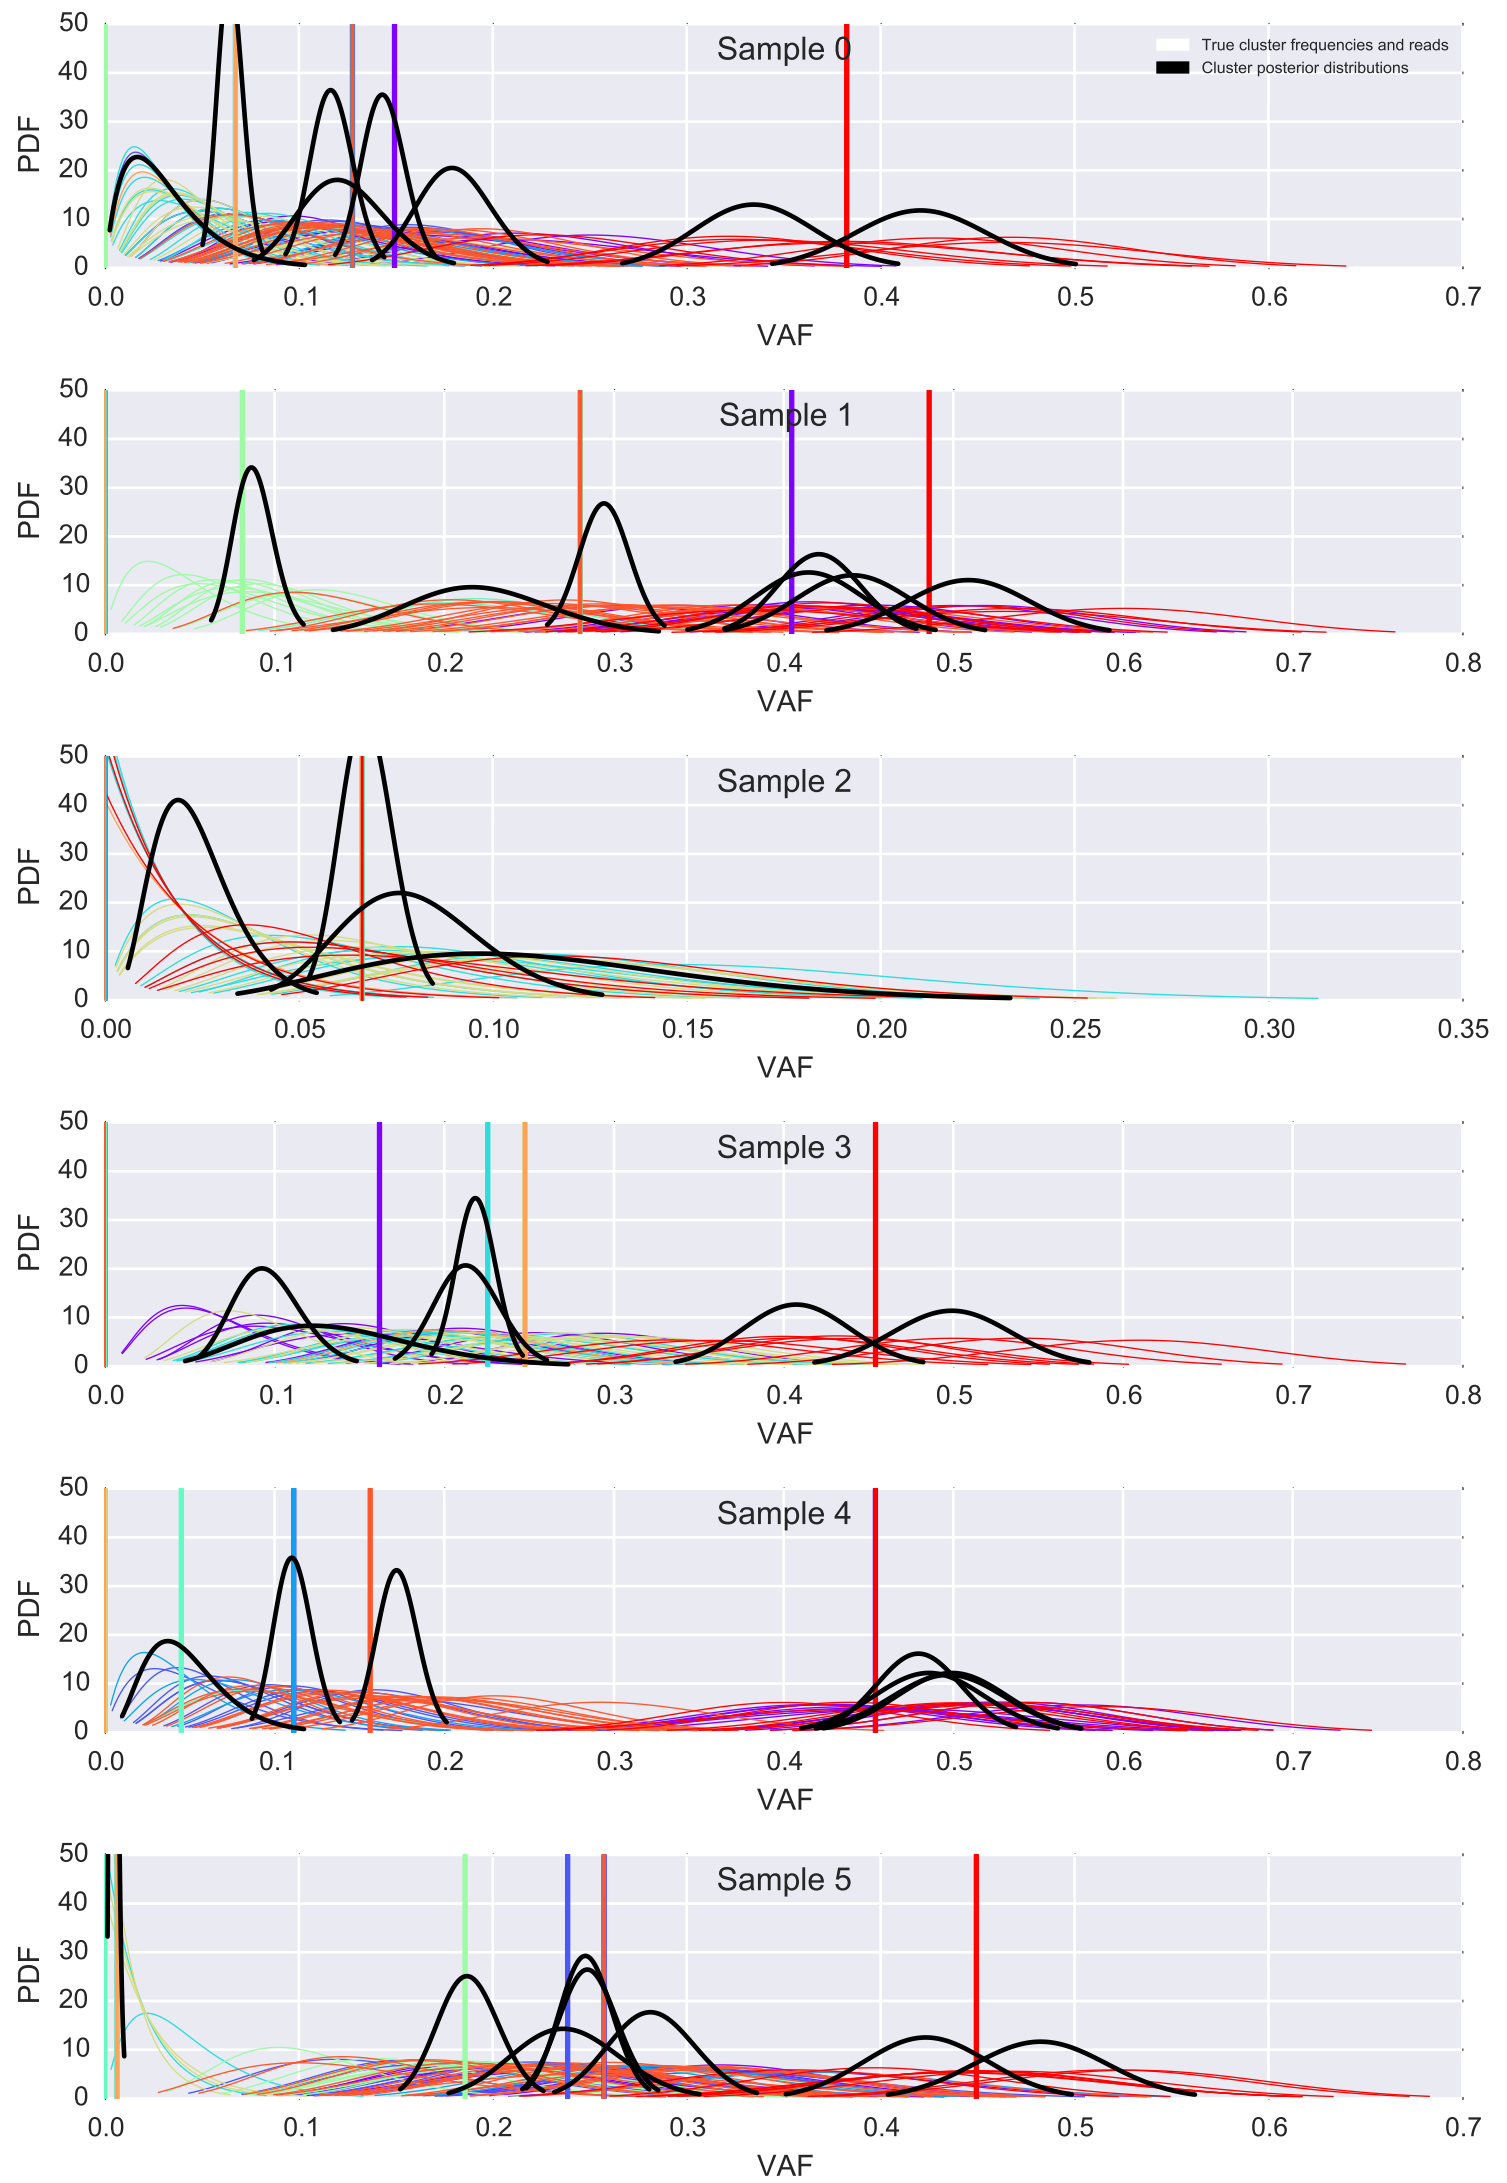 Sample 0
True cluster frequencies and reads
Cluster posterior distributions
PDF
50
40
30
20
10
0
0.0 0.1 0.2 0.3 0.4 0.5 0.6 0.7
VAF
Sample 1
PDF
50
40
30
20
10
0
0.0 0.1 0.2 0.3 0.4 0.5 0.6 0.7 0.8
VAF
Sample 2
PDF
50
40
30
20
10
0
0.00 0.05 0.10 0.15 0.20 0.25 0.30 0.35
VAF
Sample 3
PDF
50
40
30
20
10
0
0.0 0.1 0.2 0.3 0.4 0.5 0.6 0.7 0.8
VAF
Sample 4
PDF
50
40
30
20
10
0
0.0 0.1 0.2 0.3 0.4 0.5 0.6 0.7 0.8
VAF
Sample 5
PDF
50
40
30
20
10
0
0.0 0.1 0.2 0.3 0.4 0.5 0.6 0.7
VAF